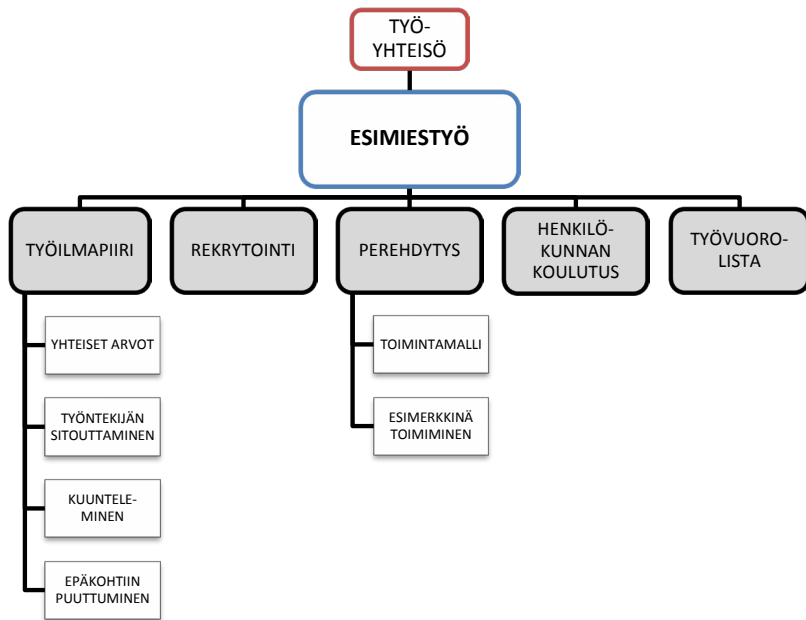 TYÖ-
YHTEISÖ
ESIMIESTYÖ
TYÖILMAPIIRI
REKRYTOINTI
PEREHDYTYS
HENKILÖ-
KUNNAN
KOULUTUS
TYÖVUORO-
LISTA
YHTEISET ARVOT
TYÖNTEKIJÄN
SITOUTTAMINEN
KUUNTELE-
MINEN
EPÄKOHTIIN
PUUTTUMINEN
TOIMINTAMALLI
ESIMERKKINÄ
TOIMIMINEN